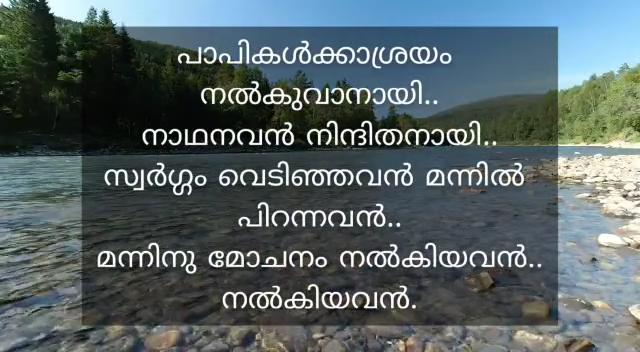 പാപികൾക്കാശ്രയം
നൽകുവാനായി..
നാഥനവൻ നിന്ദിതനായി..
സ്വർഗ്ഗം വെടിഞ്ഞവൻ മന്നിൽ
പിറന്നവൻ..
മന്നിനു മോചനം നൽകിയവൻ..
നൽകിയവൻ.